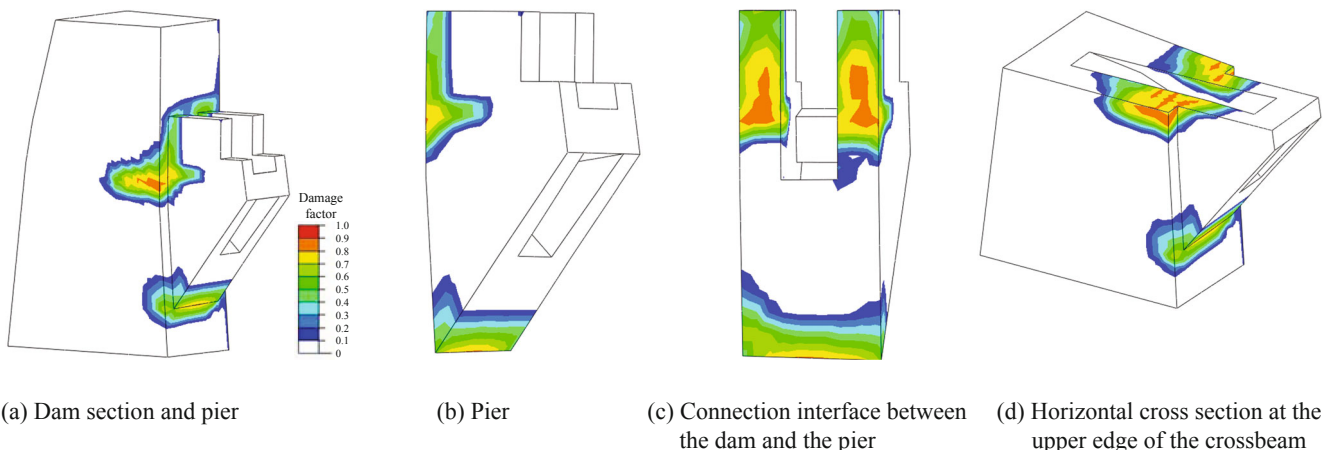 Damage
factor
1.0
0.9
0.8
0.7
0.6
0.5
0.4
0.3
0.2
0.1
0
(a) Dam section and pier
(b) Pier
(c) Connection interface between
the dam and the pier
(d) Horizontal cross section at the
upper edge of the crossbeam